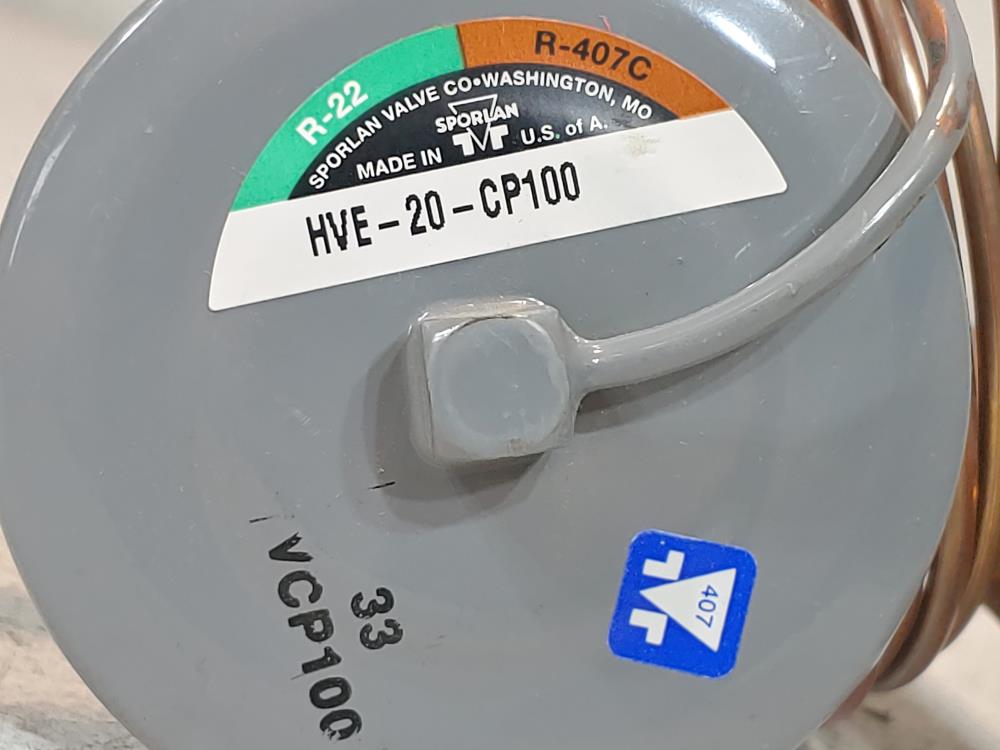 R-22
R-407C
SPORLAN VALVE CO•WASHINGTON, MO
SPORLAN
MADE IN U.S. of A.
HVE-20-CP100
VCP100
33
407